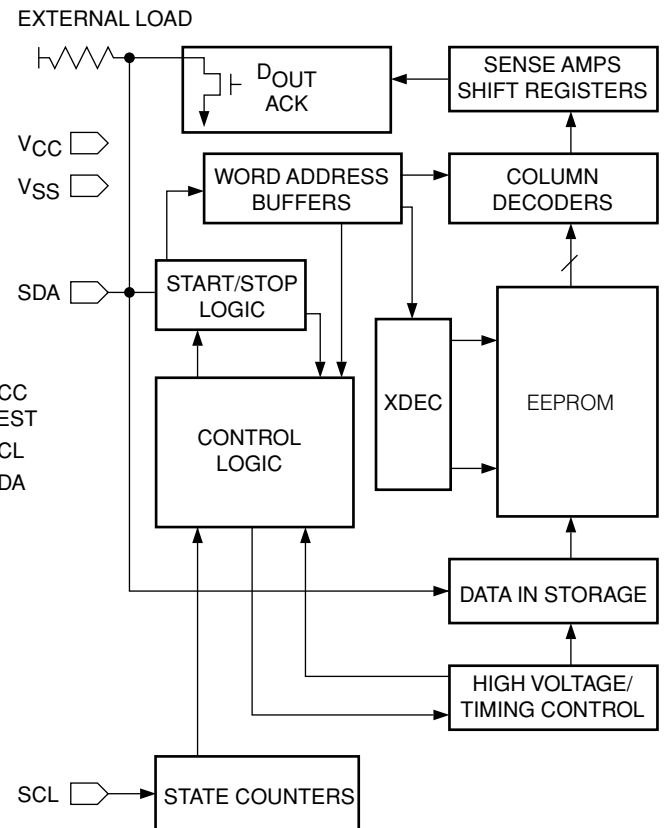 EXTERNAL LOAD
DOUT
ACK
SENSE AMPS
SHIFT REGISTERS
VCC
VSS
WORD ADDRESS
BUFFERS
COLUMN
DECODERS
SDA
START/STOP
LOGIC
XDEC
EEPROM
CC
EST
CL
DA
CONTROL
LOGIC
DATA IN STORAGE
HIGH VOLTAGE/
TIMING CONTROL
SCL
STATE COUNTERS